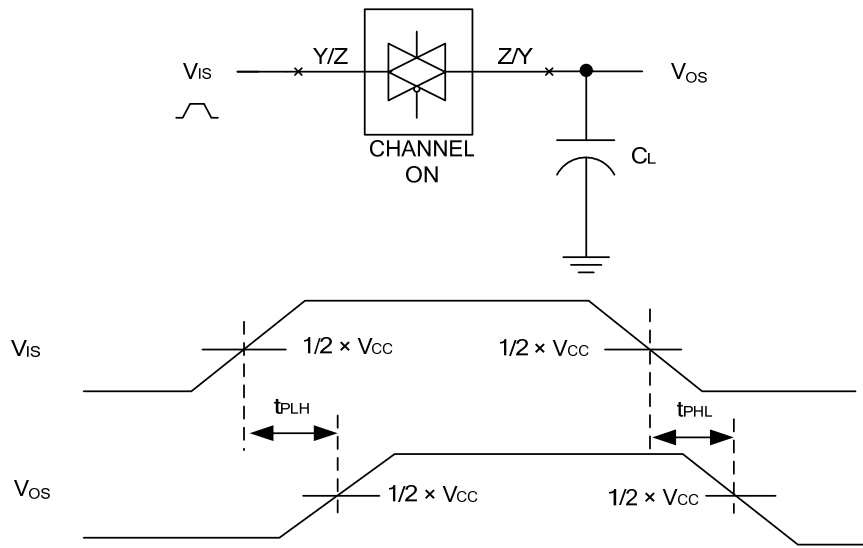 Y/Z
Z/Y
VIS
VOS
CHANNEL
ON
CL
VIS
1/2 × VCC
1/2 × VCC
tPLH
tPHL
VOS
1/2 × VCC
1/2 × VCC